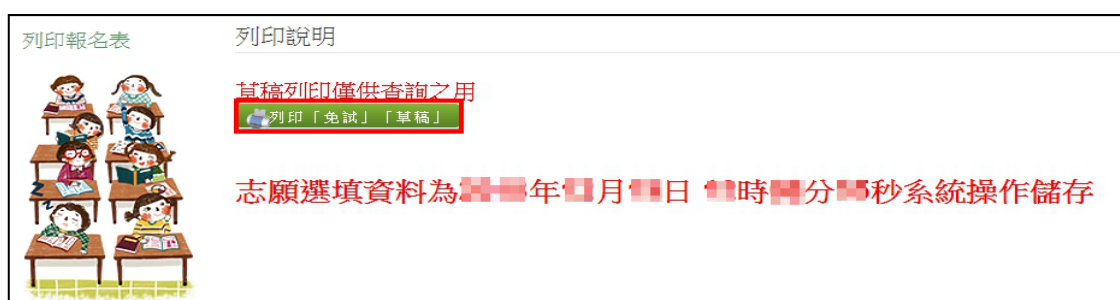 列印報名表
列印說明
草稿列印僅供查詢之用
列印「免試」「草稿」
志願選填資料為年月日 時分秒系統操作儲存